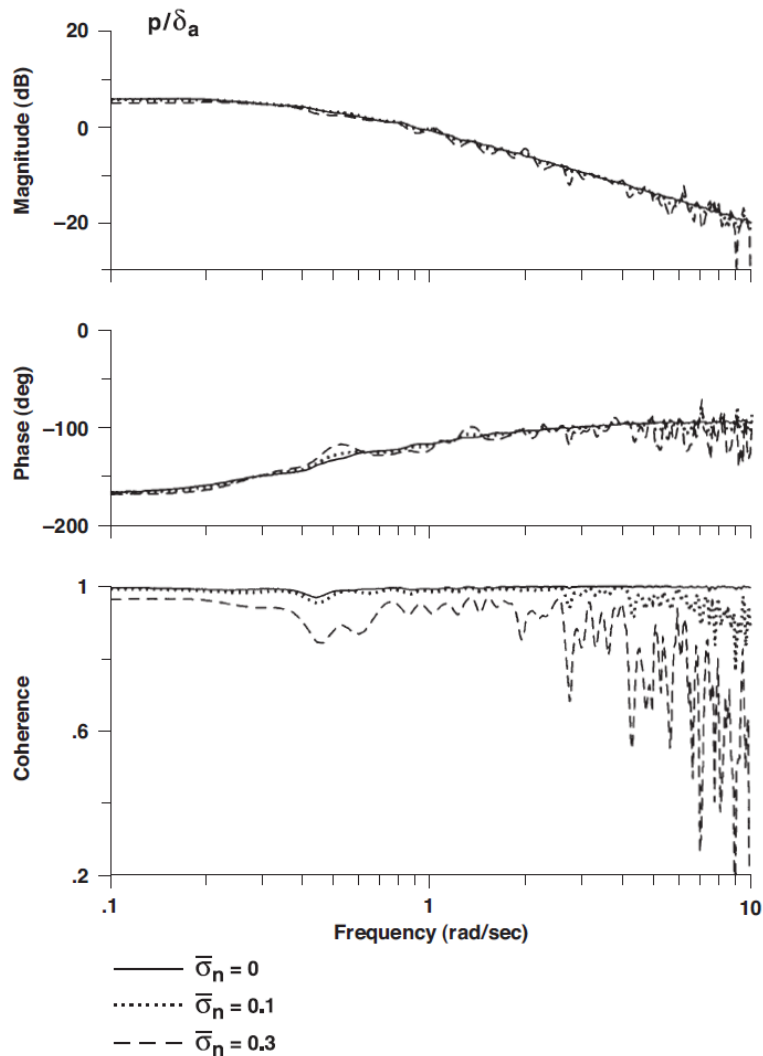 p/δₐ
20
0
−20
Magnitude (dB)
0
−100
−200
Phase (deg)
1
.6
.2
Coherence
.1
1
10
Frequency (rad/sec)
σ̄ₙ = 0
σ̄ₙ = 0.1
σ̄ₙ = 0.3